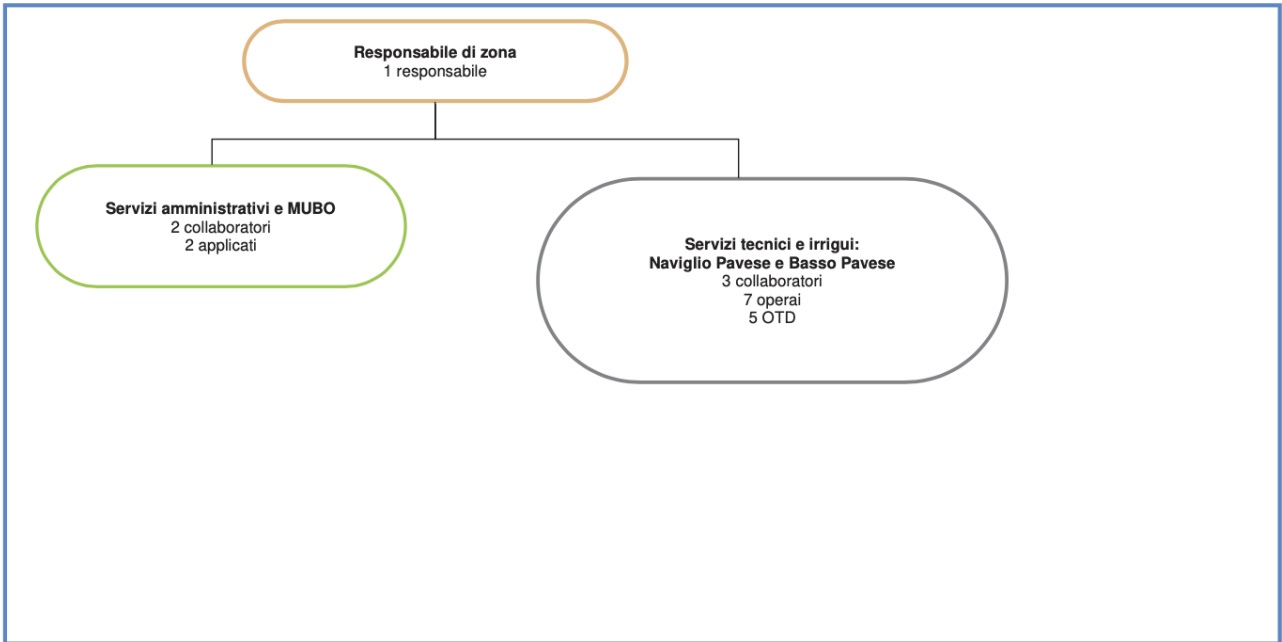 Responsabile di zona
1 responsabile
Servizi amministrativi e MUBO
2 collaboratori
2 applicati
Servizi tecnici e irrigui:
Naviglio Pavese e Basso Pavese
3 collaboratori
7 operai
5 OTD